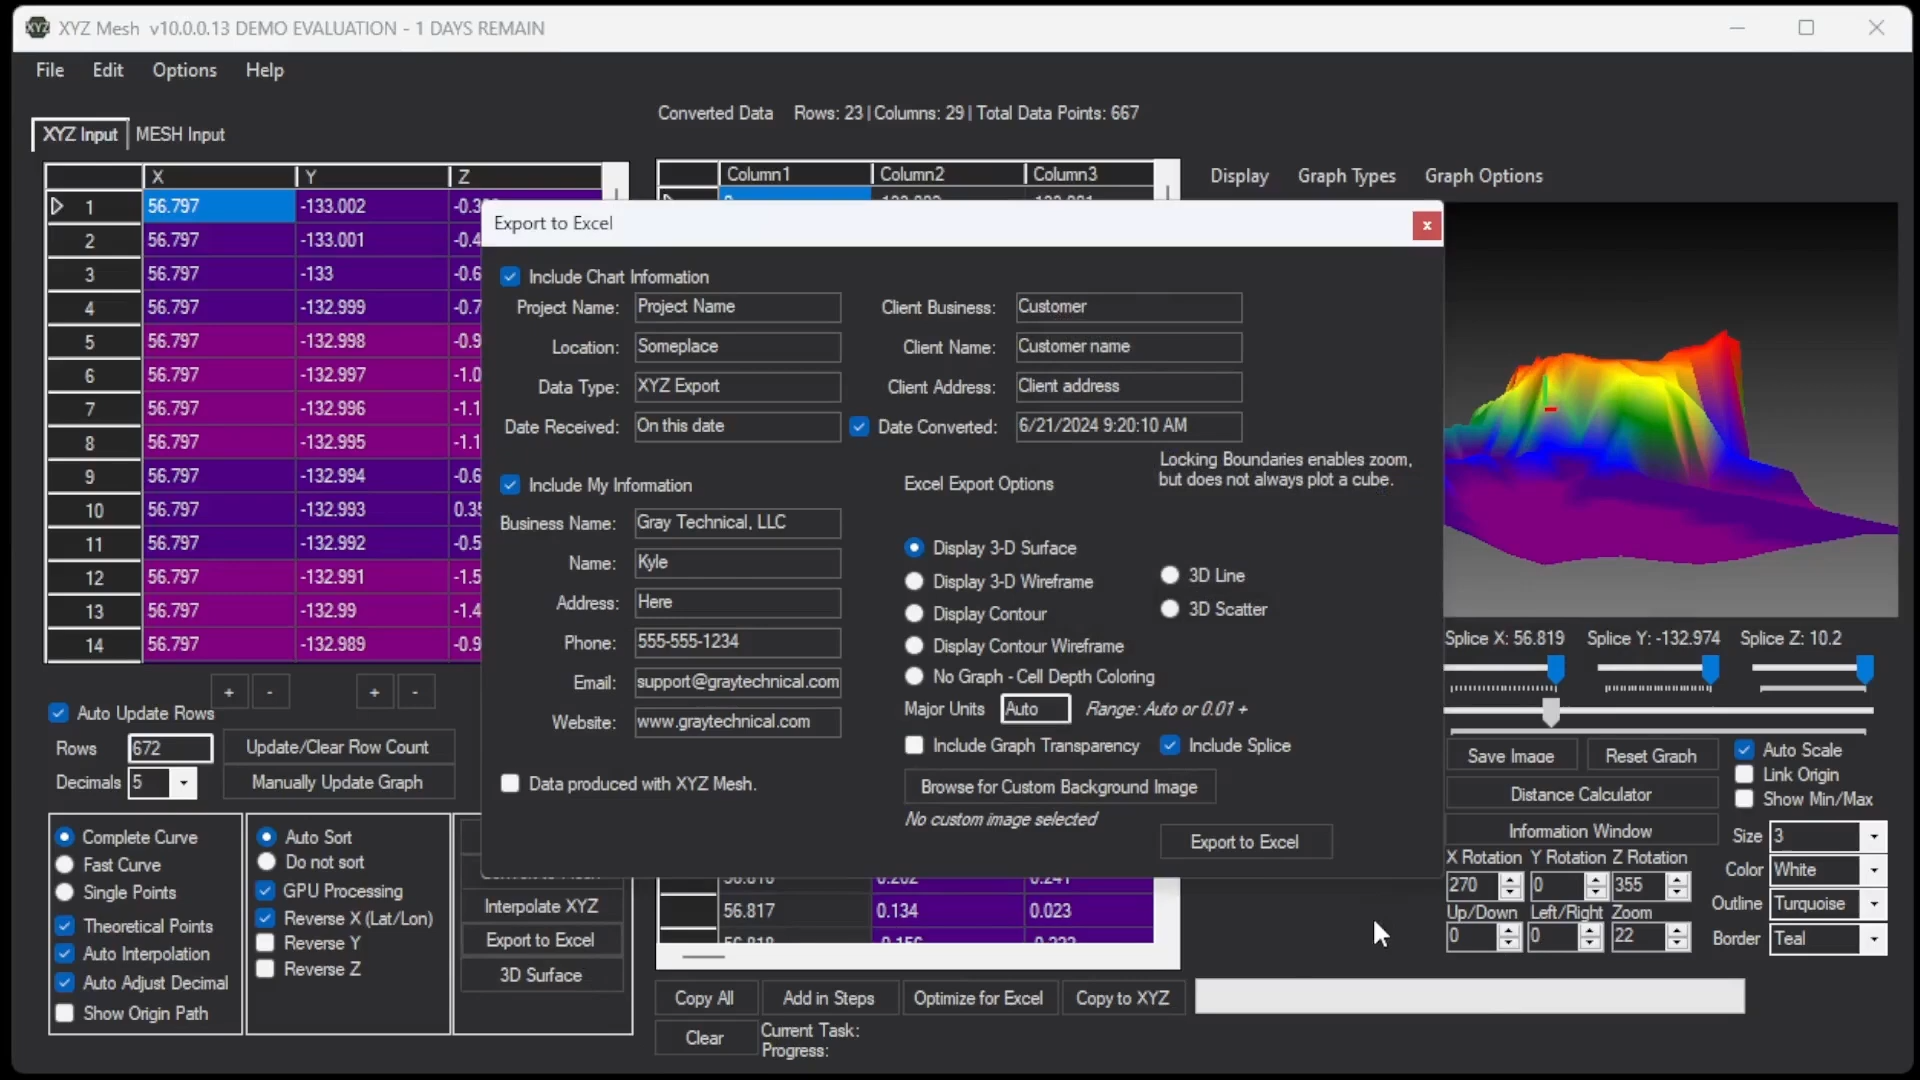 XYZ Mesh v10.0.0.13 DEMO EVALUATION - 1 DAYS REMAIN
File Edit Options Help
Converted Data Rows: 23 | Columns: 29 | Total Data Points: 667
XYZ Input MESH Input
X Y Z
Column1 Column2 Column3
Display Graph Types Graph Options
1 56.797 -133.002
2 56.797 -133.001
3 56.797 -133
4 56.797 -132.999
5 56.797 -132.998
6 56.797 -132.997
7 56.797 -132.996
8 56.797 -132.995
9 56.797 -132.994
10 56.797 -132.993
11 56.797 -132.992
12 56.797 -132.991
13 56.797 -132.99
14 56.797 -132.989
+ - + -
Auto Update Rows
Rows 672 Update/Clear Row Count
Decimals 5 Manually Update Graph
Complete Curve
Fast Curve
Single Points
Theoretical Points
Auto Interpolation
Auto Adjust Decimal
Show Origin Path
Auto Sort
Do not sort
GPU Processing
Reverse X (Lat/Lon)
Reverse Y
Reverse Z
Interpolate XYZ
Export to Excel
3D Surface
Export to Excel
x
Include Chart Information
Project Name: Project Name
Location: Someplace
Data Type: XYZ Export
Date Received: On this date
Client Business: Customer
Client Name: Customer name
Client Address: Client address
Date Converted: 6/21/2024 9:20:10 AM
Include My Information
Business Name: Gray Technical, LLC
Name: Kyle
Address: Here
Phone: 555-555-1234
Email: support@graytechnical.com
Website: www.graytechnical.com
Data produced with XYZ Mesh.
Excel Export Options
Locking Boundaries enables zoom,
but does not always plot a cube.
Display 3-D Surface
Display 3-D Wireframe
Display Contour
Display Contour Wireframe
No Graph - Cell Depth Coloring
3D Line
3D Scatter
Major Units Auto Range: Auto or 0.01 +
Include Graph Transparency Include Splice
Browse for Custom Background Image
No custom image selected
Export to Excel
56.817 0.134 0.023
Copy All Add in Steps Optimize for Excel Copy to XYZ
Clear Current Task:
Progress:
Splice X: 56.819 Splice Y: -132.974 Splice Z: 10.2
Save Image Reset Graph
Distance Calculator
Information Window
Auto Scale
Link Origin
Show Min/Max
X Rotation Y Rotation Z Rotation
270 0 355
Up/Down Left/Right Zoom
0 0 22
Size 3
Color White
Outline Turquoise
Border Teal